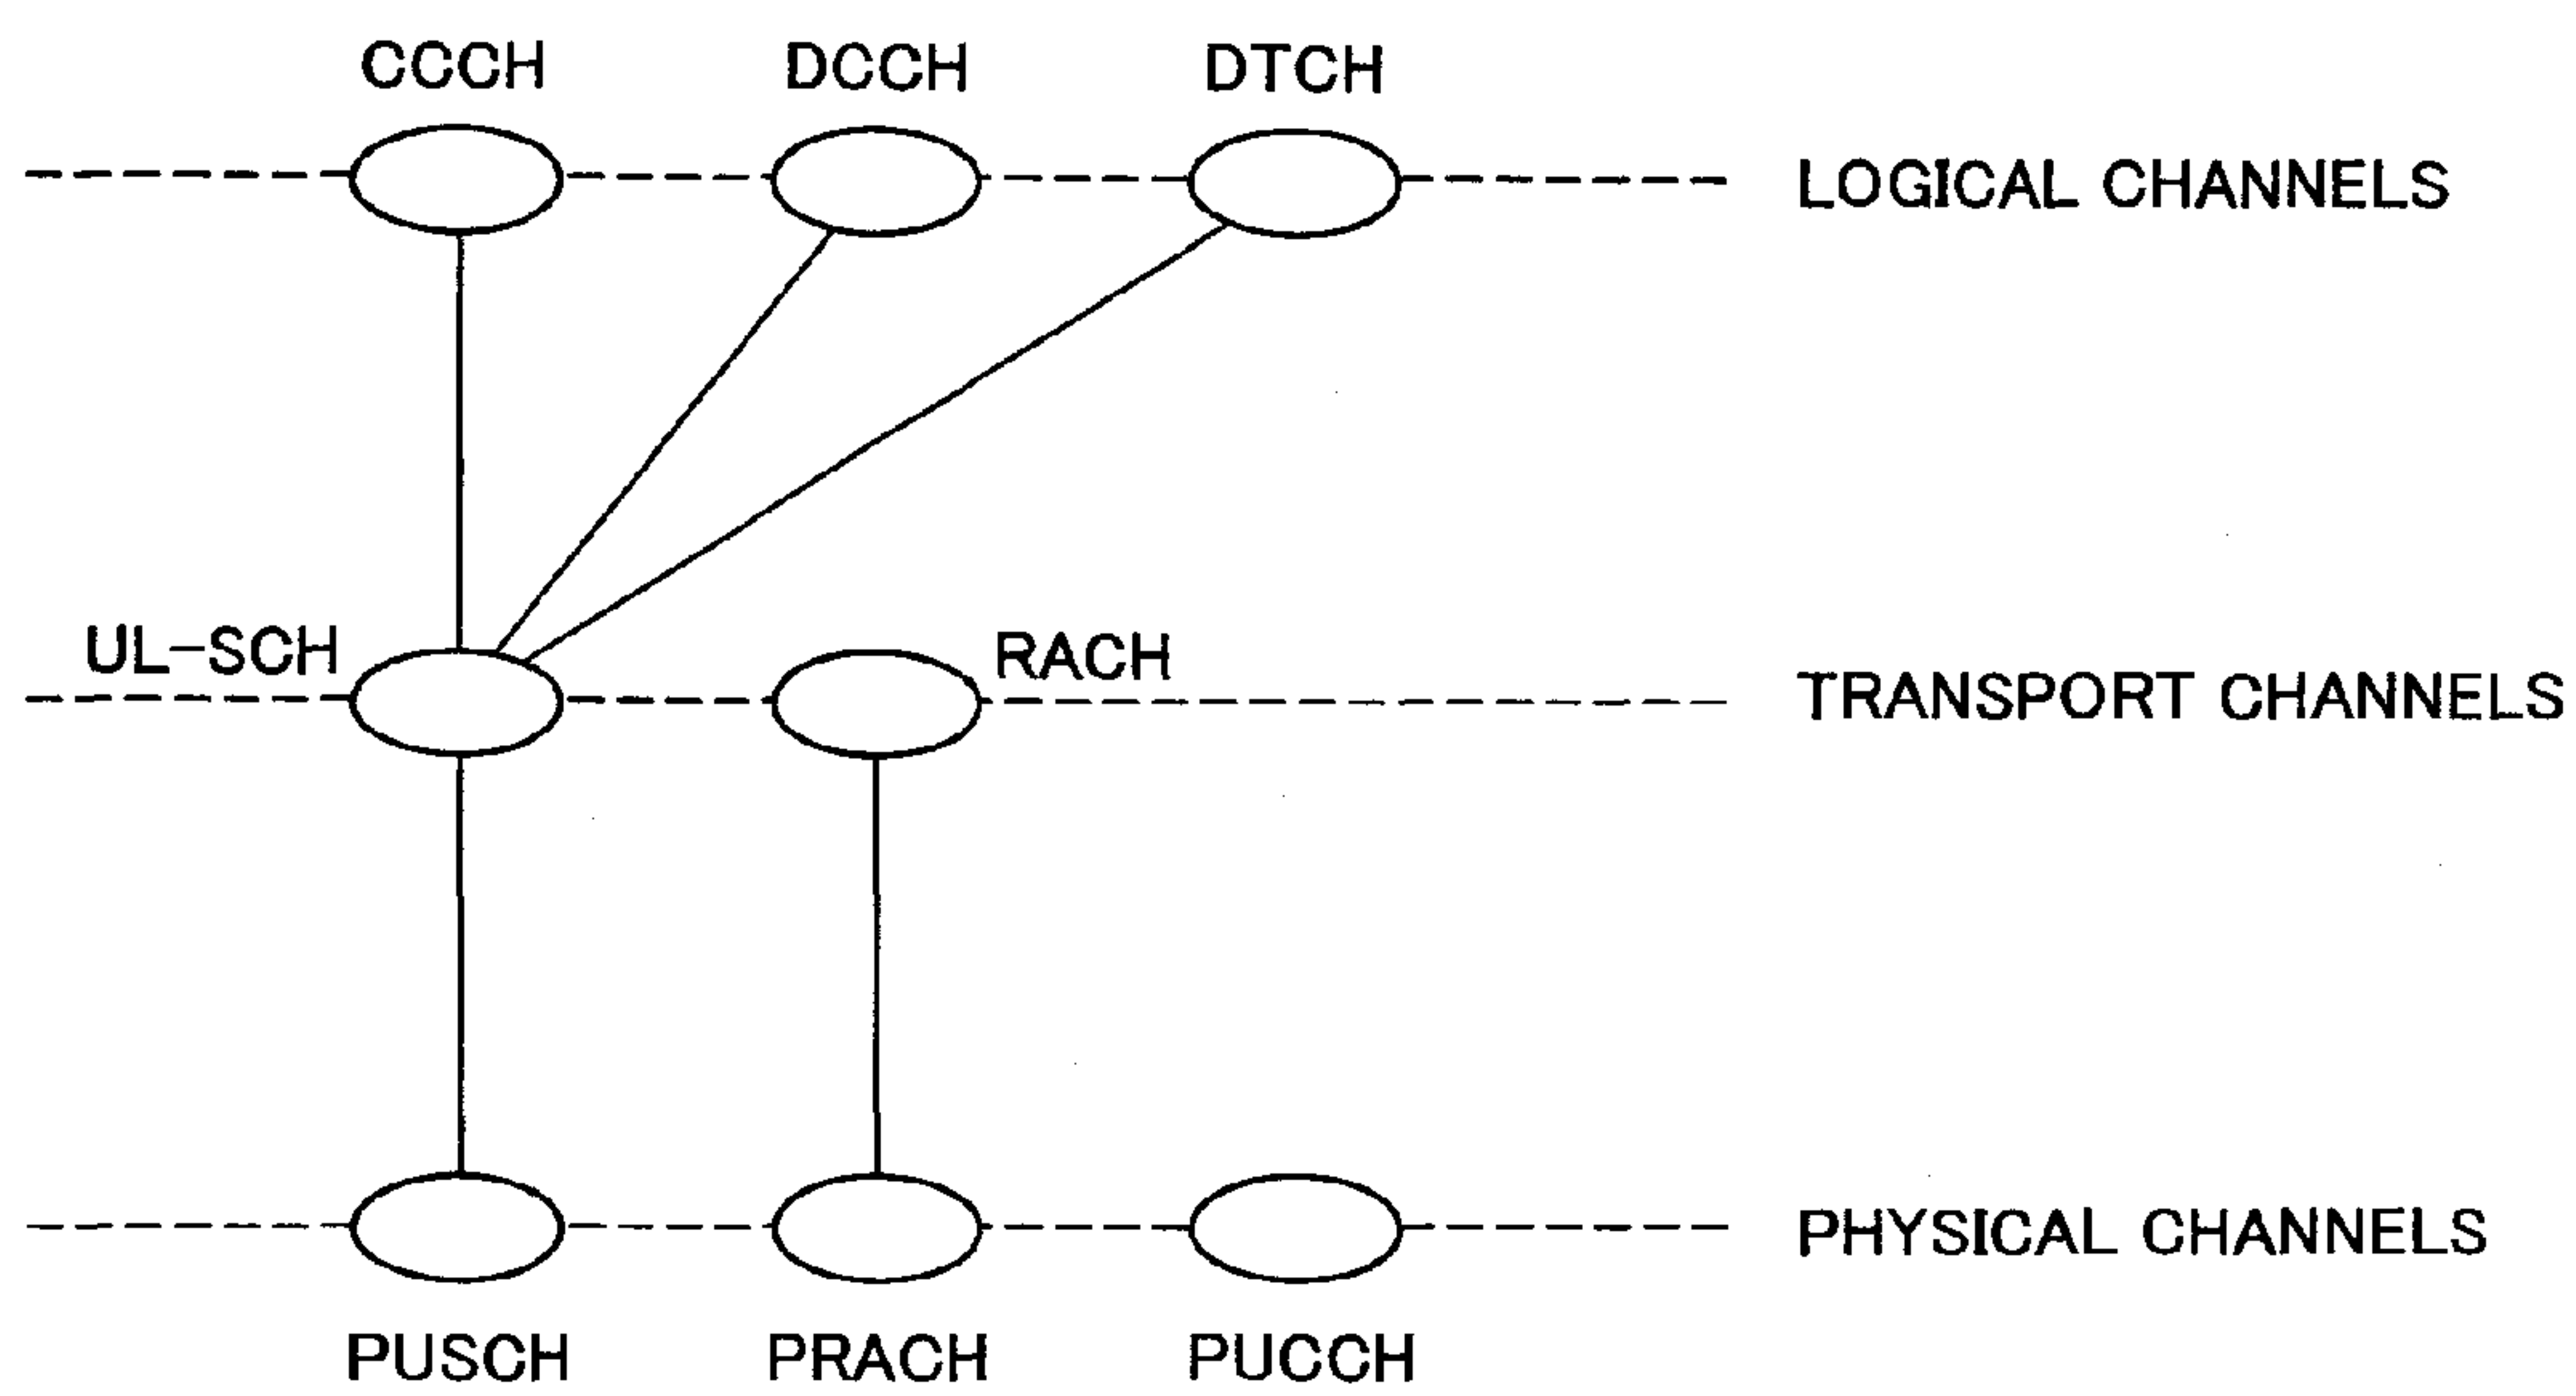 CCCH DCCH DTCH
LOGICAL CHANNELS
UL-SCH RACH
TRANSPORT CHANNELS
PHYSICAL CHANNELS
PUSCH PRACH PUCCH